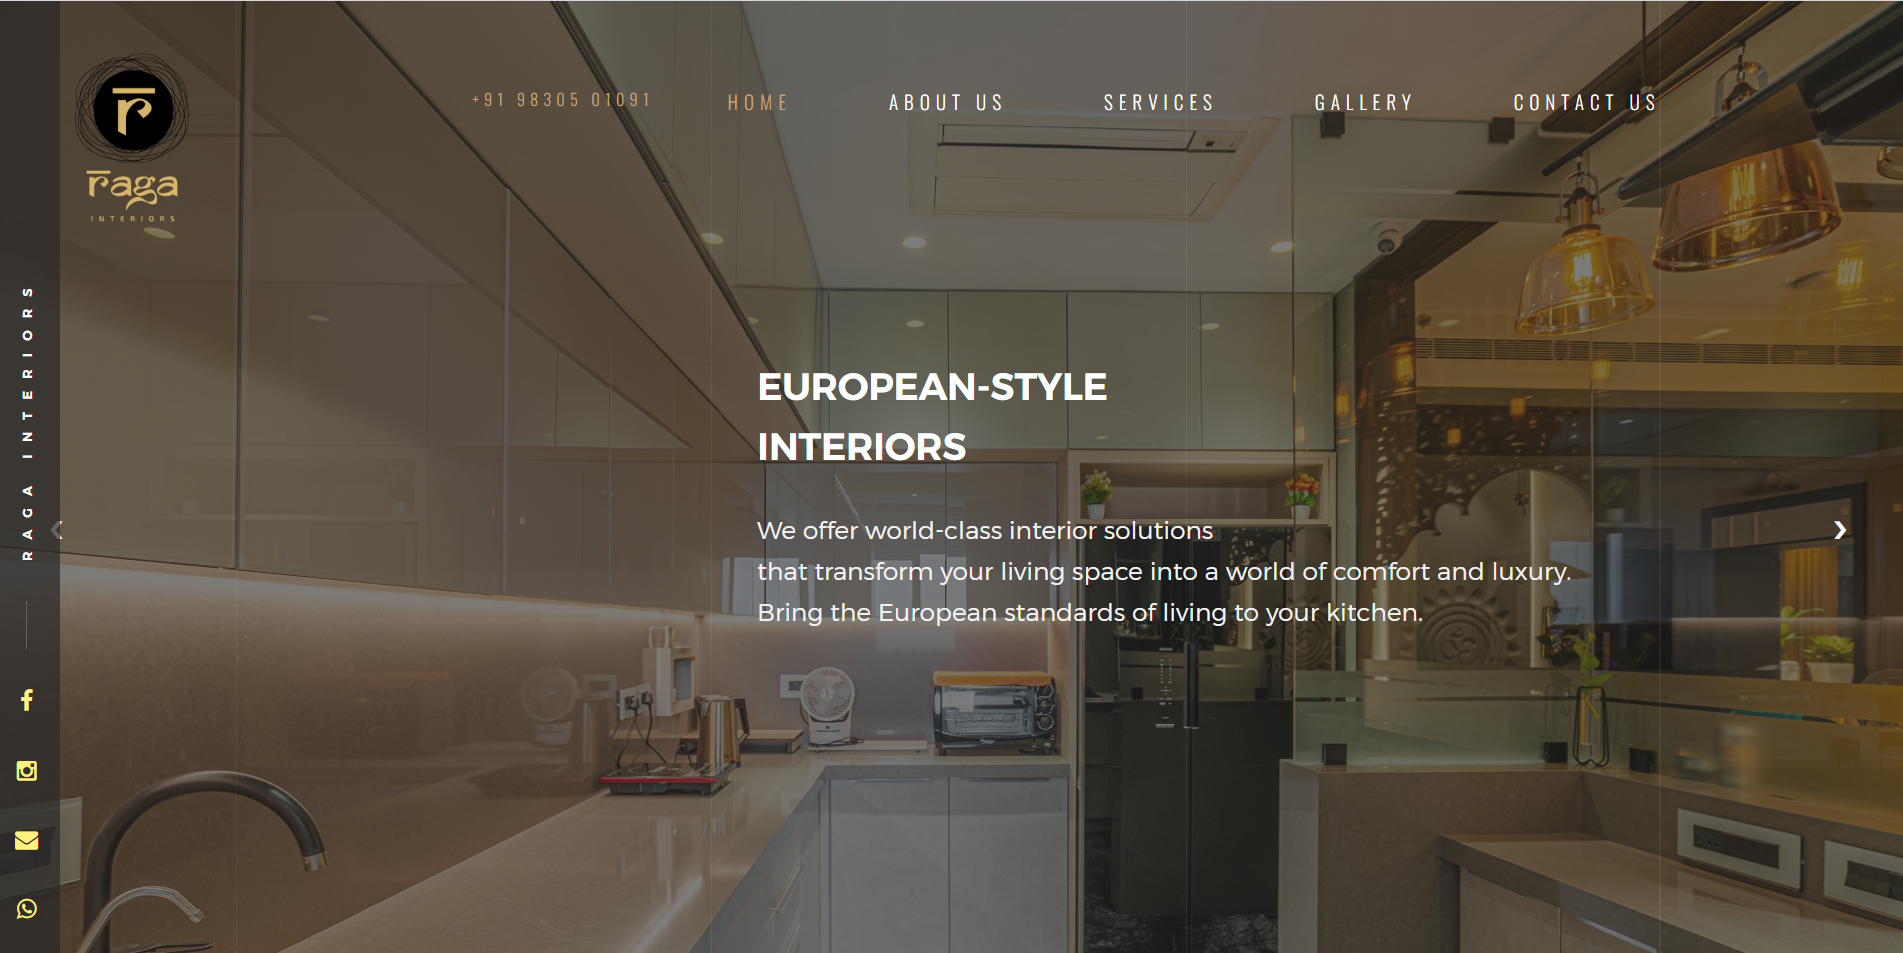 r
raga
INTERIORS
+91 98305 01091
HOME
ABOUT US
SERVICES
GALLERY
CONTACT US
RAGA INTERIORS
EUROPEAN-STYLE
INTERIORS
We offer world-class interior solutions
that transform your living space into a world of comfort and luxury.
Bring the European standards of living to your kitchen.